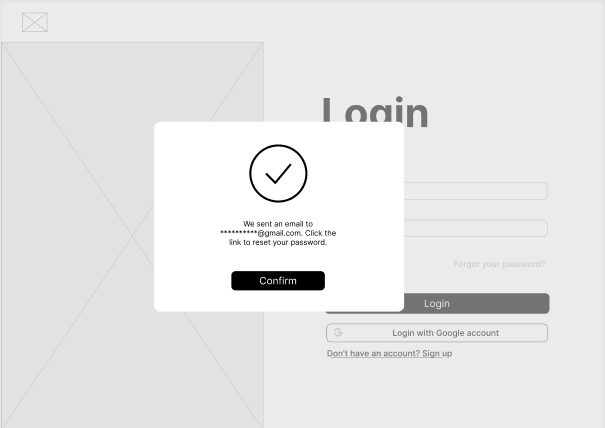 Login
We sent an email to
**********@gmail.com. Click the
link to reset your password.
Confirm
Forgot your password?
Login
Login with Google account
Don't have an account? Sign up